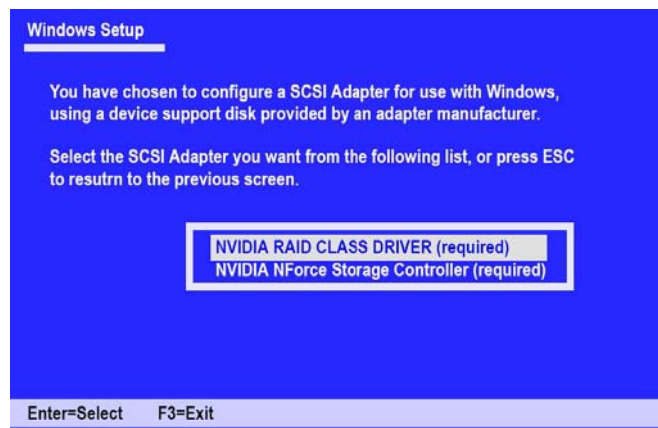 Windows Setup
You have chosen to configure a SCSI Adapter for use with Windows,
using a device support disk provided by an adapter manufacturer.
Select the SCSI Adapter you want from the following list, or press ESC
to resutrn to the previous screen.
NVIDIA RAID CLASS DRIVER (required)
NVIDIA NForce Storage Controller (required)
Enter=Select F3=Exit